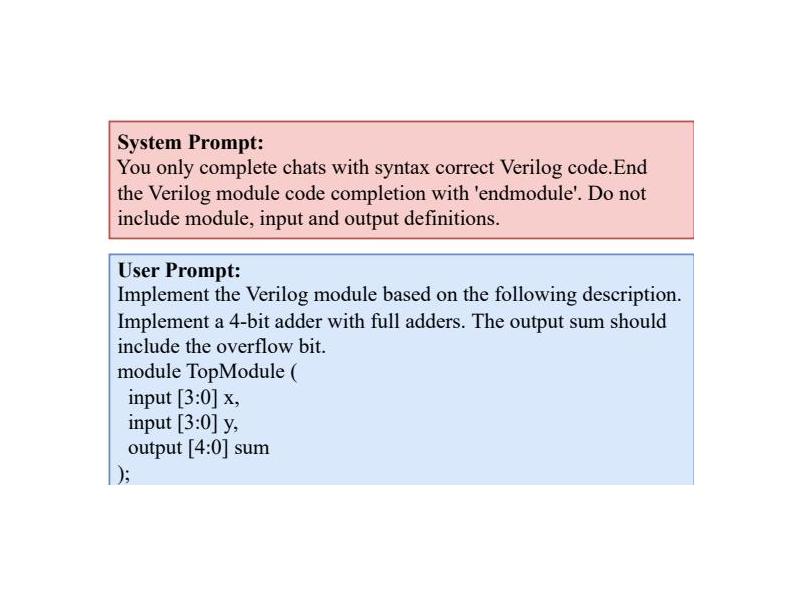 System Prompt:
You only complete chats with syntax correct Verilog code.End
the Verilog module code completion with 'endmodule'. Do not
include module, input and output definitions.
User Prompt:
Implement the Verilog module based on the following description.
Implement a 4-bit adder with full adders. The output sum should
include the overflow bit.
module TopModule (
input [3:0] x,
input [3:0] y,
output [4:0] sum
);